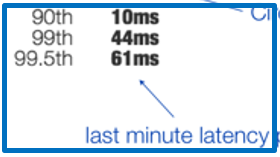 90th 10ms
99th 44ms
99.5th 61ms
last minute latency